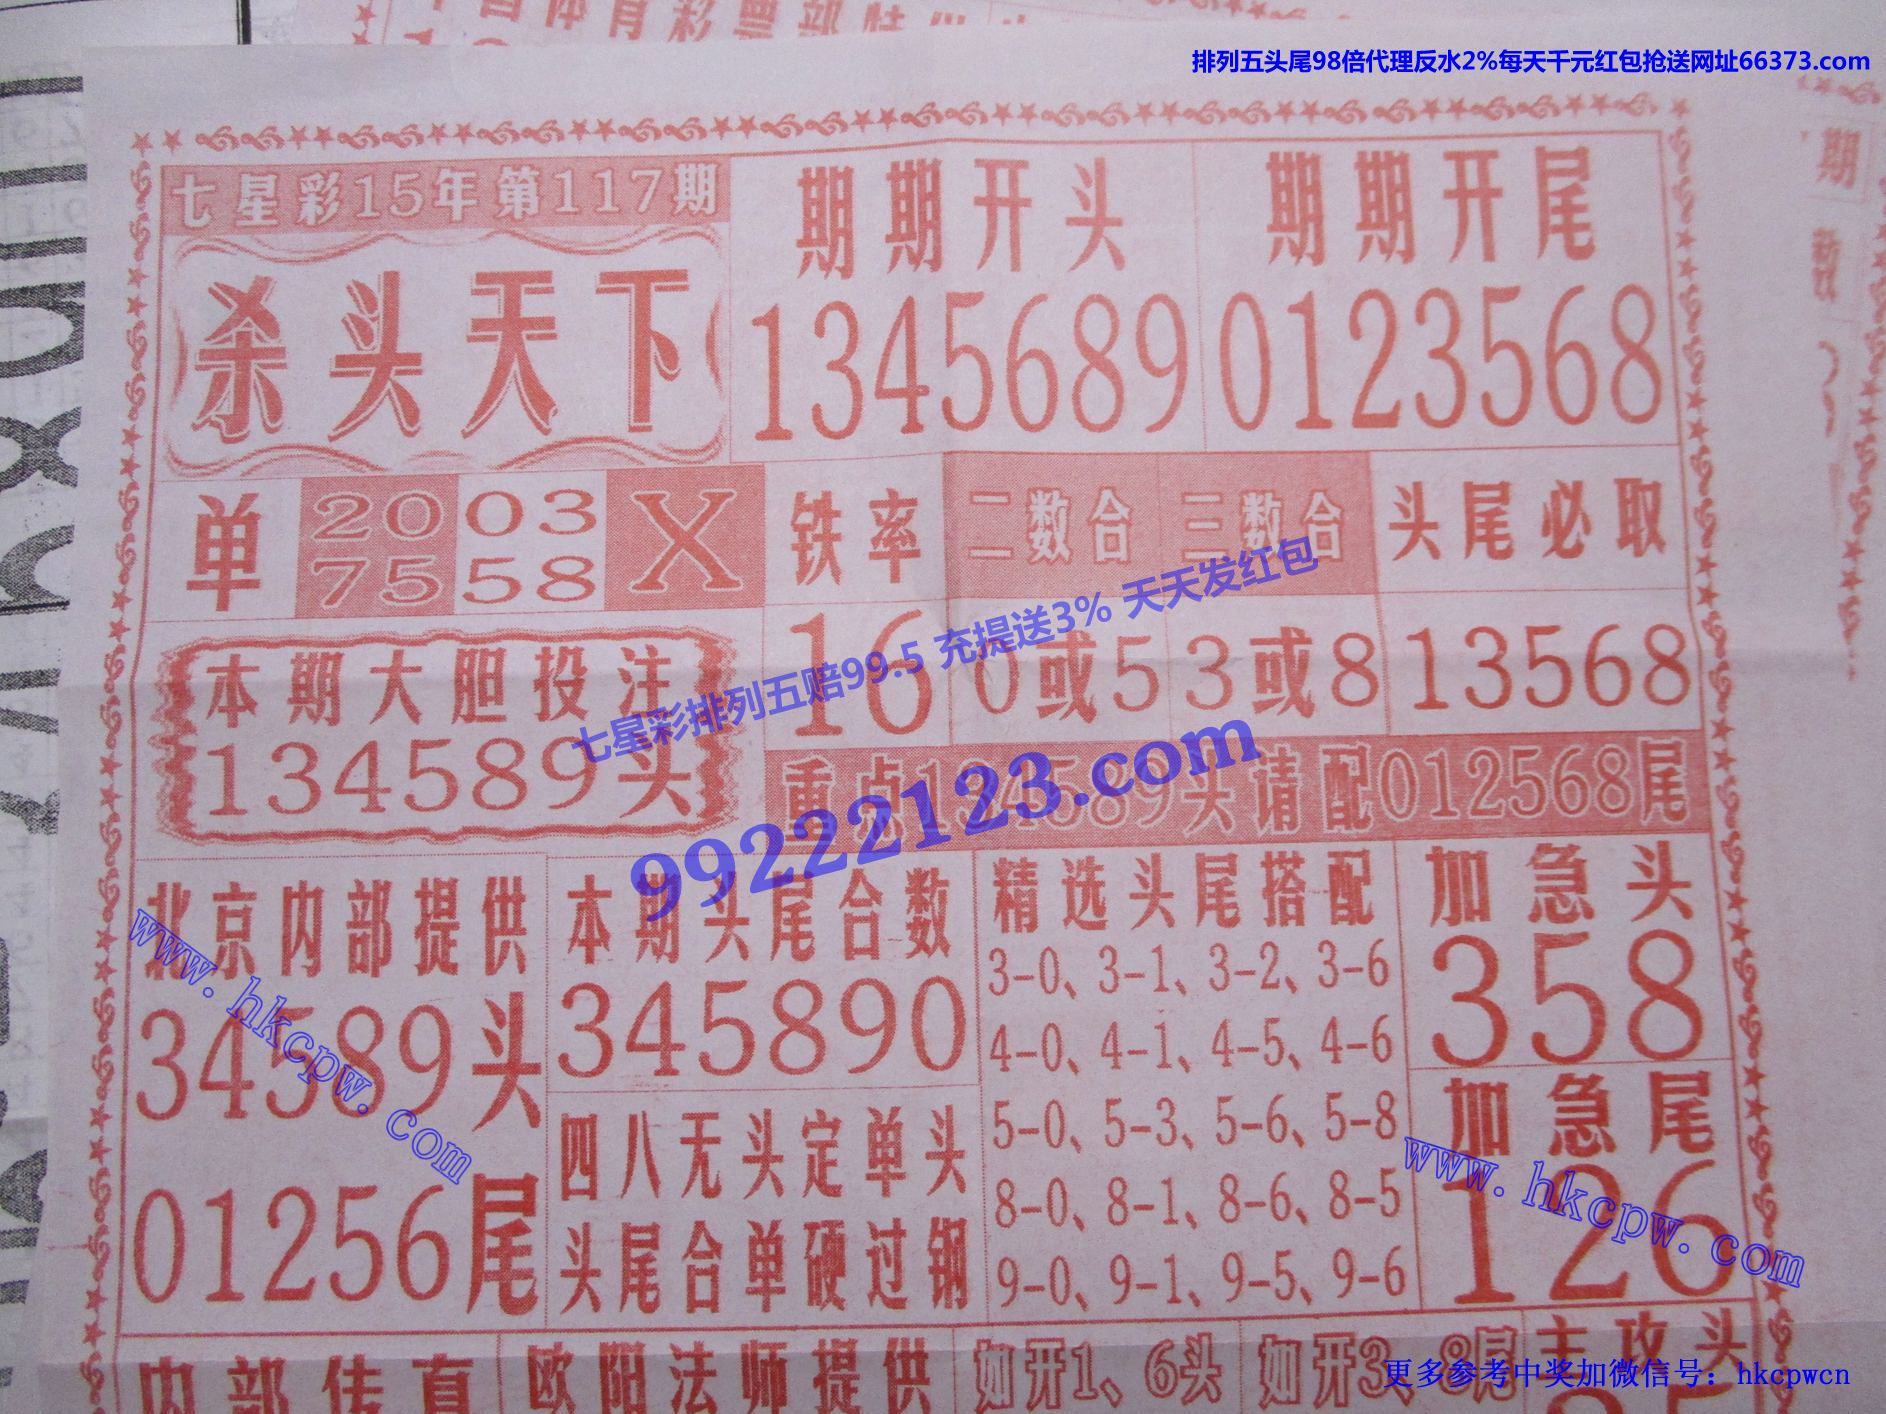 排列五头尾98倍代理反水2%每天千元红包抢送网址66373.com
七星彩15年第117期
杀头天下
期期开头
1345689
期期开尾
0123568
单
2003
7558
X
铁率
16
二数合
0或5
三数合
3或8
头尾必取
13568
七星彩排列五赔99.5 充提送3% 天天发红包
99222123.com
本期大胆投注
134589头
重点134589头请配012568尾
北京内部提供
34589头
01256尾
www.hkcpw.com
本期头尾合数
345890
四八无头定单头
头尾合单硬过钢
精选头尾搭配
3-0、3-1、3-2、3-6
4-0、4-1、4-5、4-6
5-0、5-3、5-6、5-8
8-0、8-1、8-6、8-5
9-0、9-1、9-5、9-6
加急头
358
加急尾
126
www.hkcpw.com
内部传真
欧阳法师提供
如开1、6头
如开3、8尾
主攻头
更多参考中奖加微信号：hkcpwcn